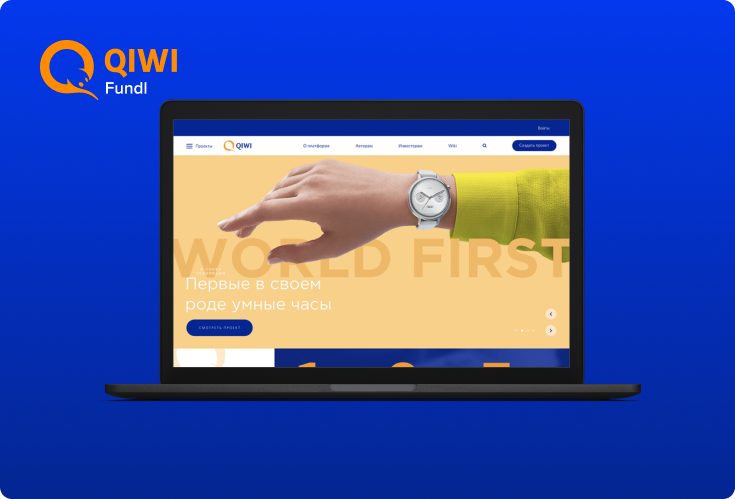 QIWI
Fundl
Войти
Проекты
QIWI
О платформе
Авторам
Инвесторам
Wiki
Создать проект
WORLD FIRST
Первые в своем
роде умные часы
СМОТРЕТЬ ПРОЕКТ